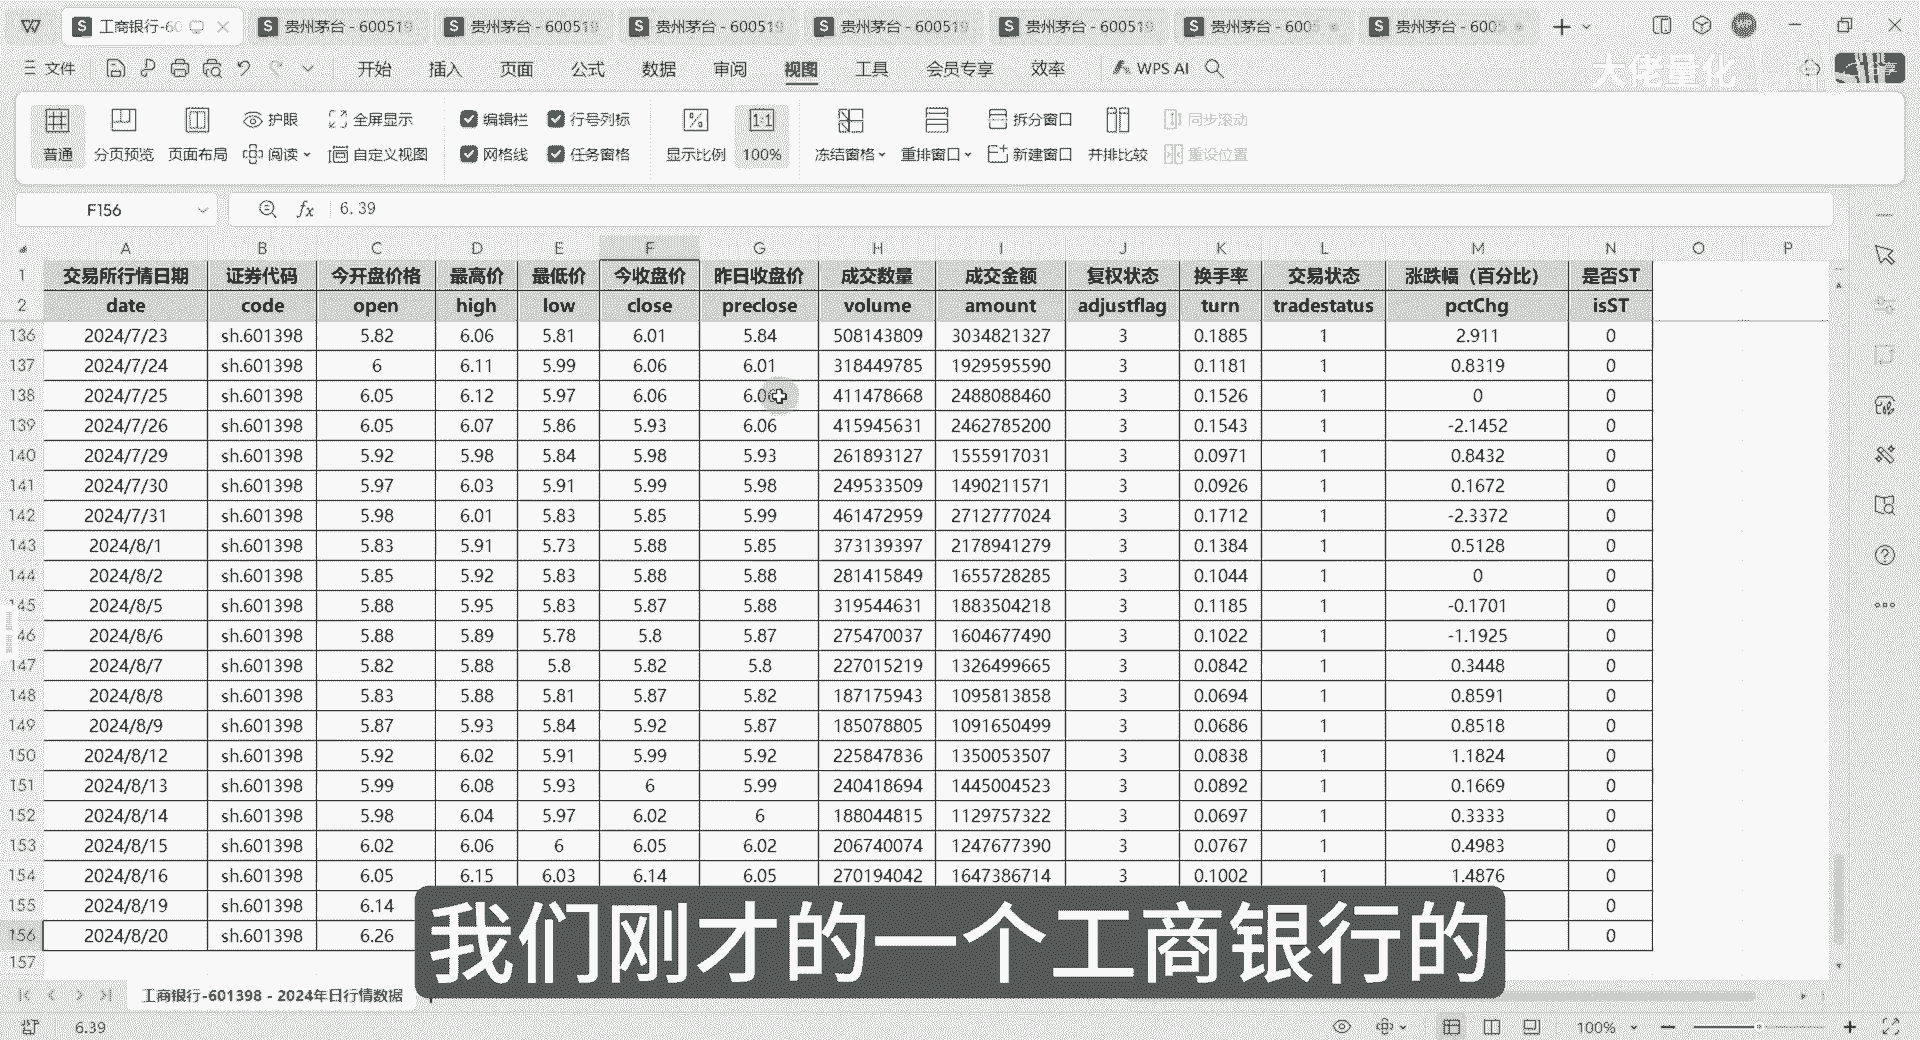 工商银行-60 贵州茅台 - 600519 贵州茅台 - 600519 贵州茅台 - 600519 贵州茅台 - 600519 贵州茅台 - 600519 贵州茅台 - 6005 贵州茅台 - 6005
文件 开始 插入 页面 公式 数据 审阅 视图 工具 会员专享 效率 WPS AI
大佬量化
护眼 全屏显示 编辑栏 行号列标 拆分窗口 同步滚动
普通 分页预览 页面布局 阅读 自定义视图 网格线 任务窗格 显示比例 100% 冻结窗格 重排窗口 新建窗口 并排比较 重设位置
F156 fx 6.39
A B C D E F G H I J K L M N O P
1 交易所行情日期 证券代码 今开盘价格 最高价 最低价 今收盘价 昨日收盘价 成交数量 成交金额 复权状态 换手率 交易状态 涨跌幅（百分比） 是否ST
2 date code open high low close preclose volume amount adjustflag turn tradestatus pctChg isST
136 2024/7/23 sh.601398 5.82 6.06 5.81 6.01 5.84 508143809 3034821327 3 0.1885 1 2.911 0
137 2024/7/24 sh.601398 6 6.11 5.99 6.06 6.01 318449785 1929595590 3 0.1181 1 0.8319 0
138 2024/7/25 sh.601398 6.05 6.12 5.97 6.06 6.06 411478668 2488088460 3 0.1526 1 0 0
139 2024/7/26 sh.601398 6.05 6.07 5.86 5.93 6.06 415945631 2462785200 3 0.1543 1 -2.1452 0
140 2024/7/29 sh.601398 5.92 5.98 5.84 5.98 5.93 261893127 1555917031 3 0.0971 1 0.8432 0
141 2024/7/30 sh.601398 5.97 6.03 5.91 5.99 5.98 249533509 1490211571 3 0.0926 1 0.1672 0
142 2024/7/31 sh.601398 5.98 6.01 5.83 5.85 5.99 461472959 2712777024 3 0.1712 1 -2.3372 0
143 2024/8/1 sh.601398 5.83 5.91 5.73 5.88 5.85 373139397 2178941279 3 0.1384 1 0.5128 0
144 2024/8/2 sh.601398 5.85 5.92 5.83 5.88 5.88 281415849 1655728285 3 0.1044 1 0 0
145 2024/8/5 sh.601398 5.88 5.95 5.83 5.87 5.88 319544631 1883504218 3 0.1185 1 -0.1701 0
46 2024/8/6 sh.601398 5.88 5.89 5.78 5.8 5.87 275470037 1604677490 3 0.1022 1 -1.1925 0
147 2024/8/7 sh.601398 5.82 5.88 5.8 5.82 5.8 227015219 1326499665 3 0.0842 1 0.3448 0
148 2024/8/8 sh.601398 5.83 5.88 5.81 5.87 5.82 187175943 1095813858 3 0.0694 1 0.8591 0
149 2024/8/9 sh.601398 5.87 5.93 5.84 5.92 5.87 185078805 1091650499 3 0.0686 1 0.8518 0
150 2024/8/12 sh.601398 5.92 6.02 5.91 5.99 5.92 225847836 1350053507 3 0.0838 1 1.1824 0
151 2024/8/13 sh.601398 5.99 6.08 5.93 6 5.99 240418694 1445004523 3 0.0892 1 0.1669 0
152 2024/8/14 sh.601398 5.98 6.04 5.97 6.02 6 188044815 1129757322 3 0.0697 1 0.3333 0
153 2024/8/15 sh.601398 6.02 6.06 6 6.05 6.02 206740074 1247677390 3 0.0767 1 0.4983 0
154 2024/8/16 sh.601398 6.05 6.15 6.03 6.14 6.05 270194042 1647386714 3 0.1002 1 1.4876 0
155 2024/8/19 sh.601398 6.14 0
156 2024/8/20 sh.601398 6.26 0
157
我们刚才的一个工商银行的
工商银行-601398 - 2024年日行情数据
6.39 100%